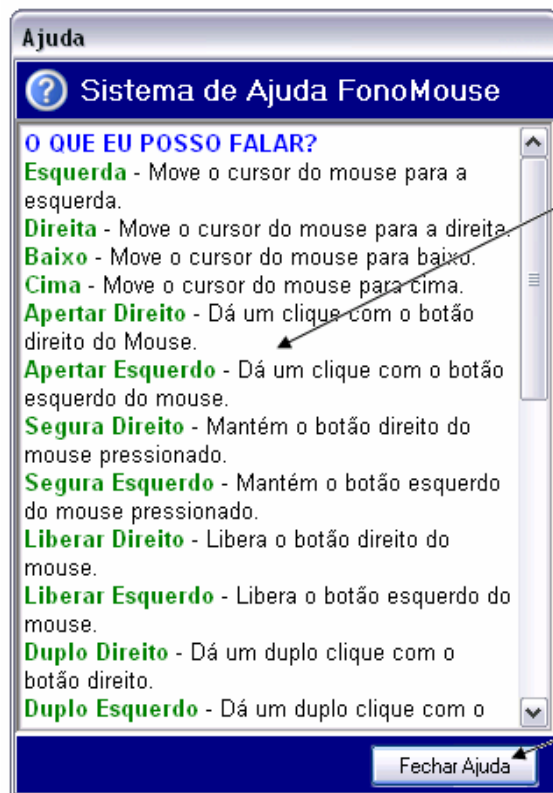 Ajuda
Sistema de Ajuda FonoMouse
O QUE EU POSSO FALAR?
Esquerda - Move o cursor do mouse para a
esquerda.
Direita - Move o cursor do mouse para a direita.
Baixo - Move o cursor do mouse para baixo.
Cima - Move o cursor do mouse para cima.
Apertar Direito - Dá um clique com o botão
direito do Mouse.
Apertar Esquerdo - Dá um clique com o botão
esquerdo do mouse.
Segura Direito - Mantém o botão direito do
mouse pressionado.
Segura Esquerdo - Mantém o botão esquerdo
do mouse pressionado.
Liberar Direito - Libera o botão direito do
mouse.
Liberar Esquerdo - Libera o botão esquerdo do
mouse.
Duplo Direito - Dá um duplo clique com o
botão direito.
Duplo Esquerdo - Dá um duplo clique com o
Fechar Ajuda